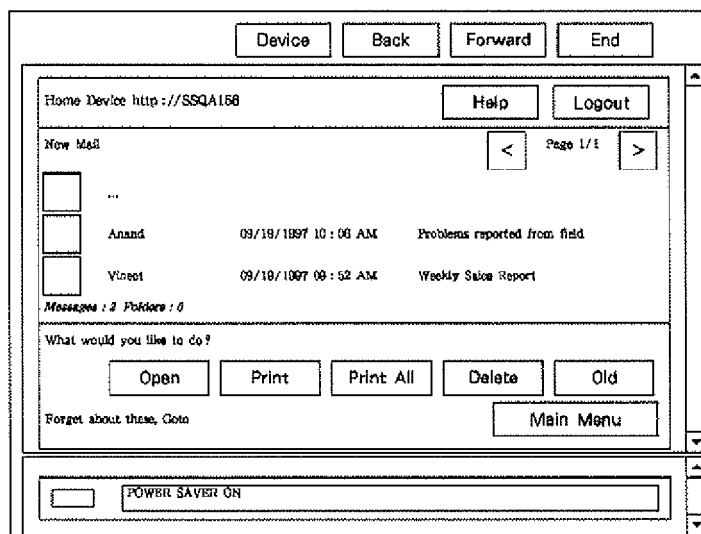 Device Back Forward End
Home Device http://SSQA156 Help Logout
New Mail < Page 1/1 >
...
Anand 09/19/1997 10:06 AM Problems reported from field
Vineet 09/19/1997 09:52 AM Weekly Sales Report
Messages : 2 Folders : 0
What would you like to do?
Open Print Print All Delete Old
Forget about these, Goto Main Menu
POWER SAVER ON